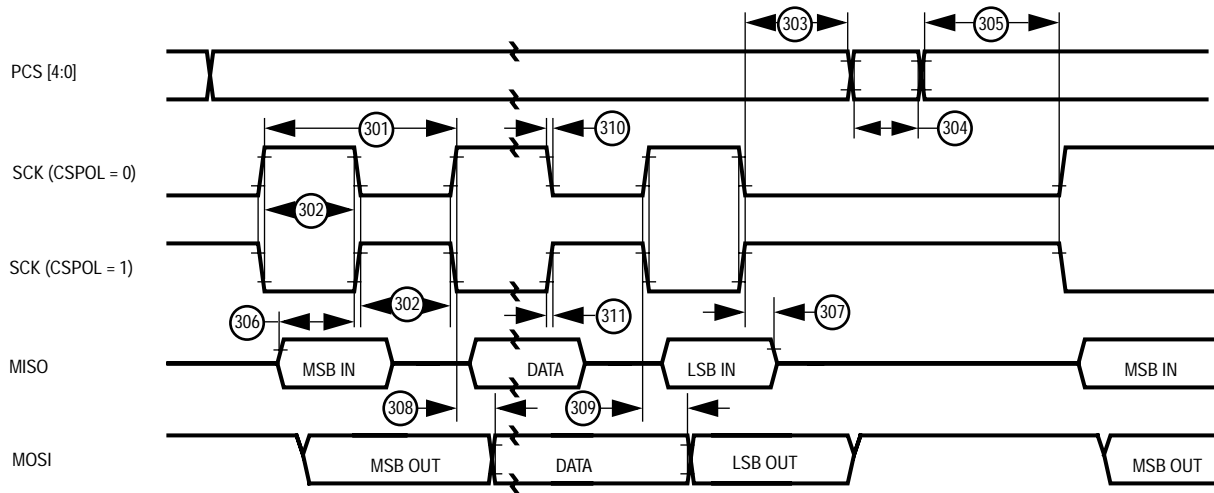 303
305
PCS [4:0]
301
310
304
SCK (CSPOL = 0)
302
SCK (CSPOL = 1)
306
302
311
307
MISO
MSB IN
DATA
LSB IN
MSB IN
308
309
MOSI
MSB OUT
DATA
LSB OUT
MSB OUT